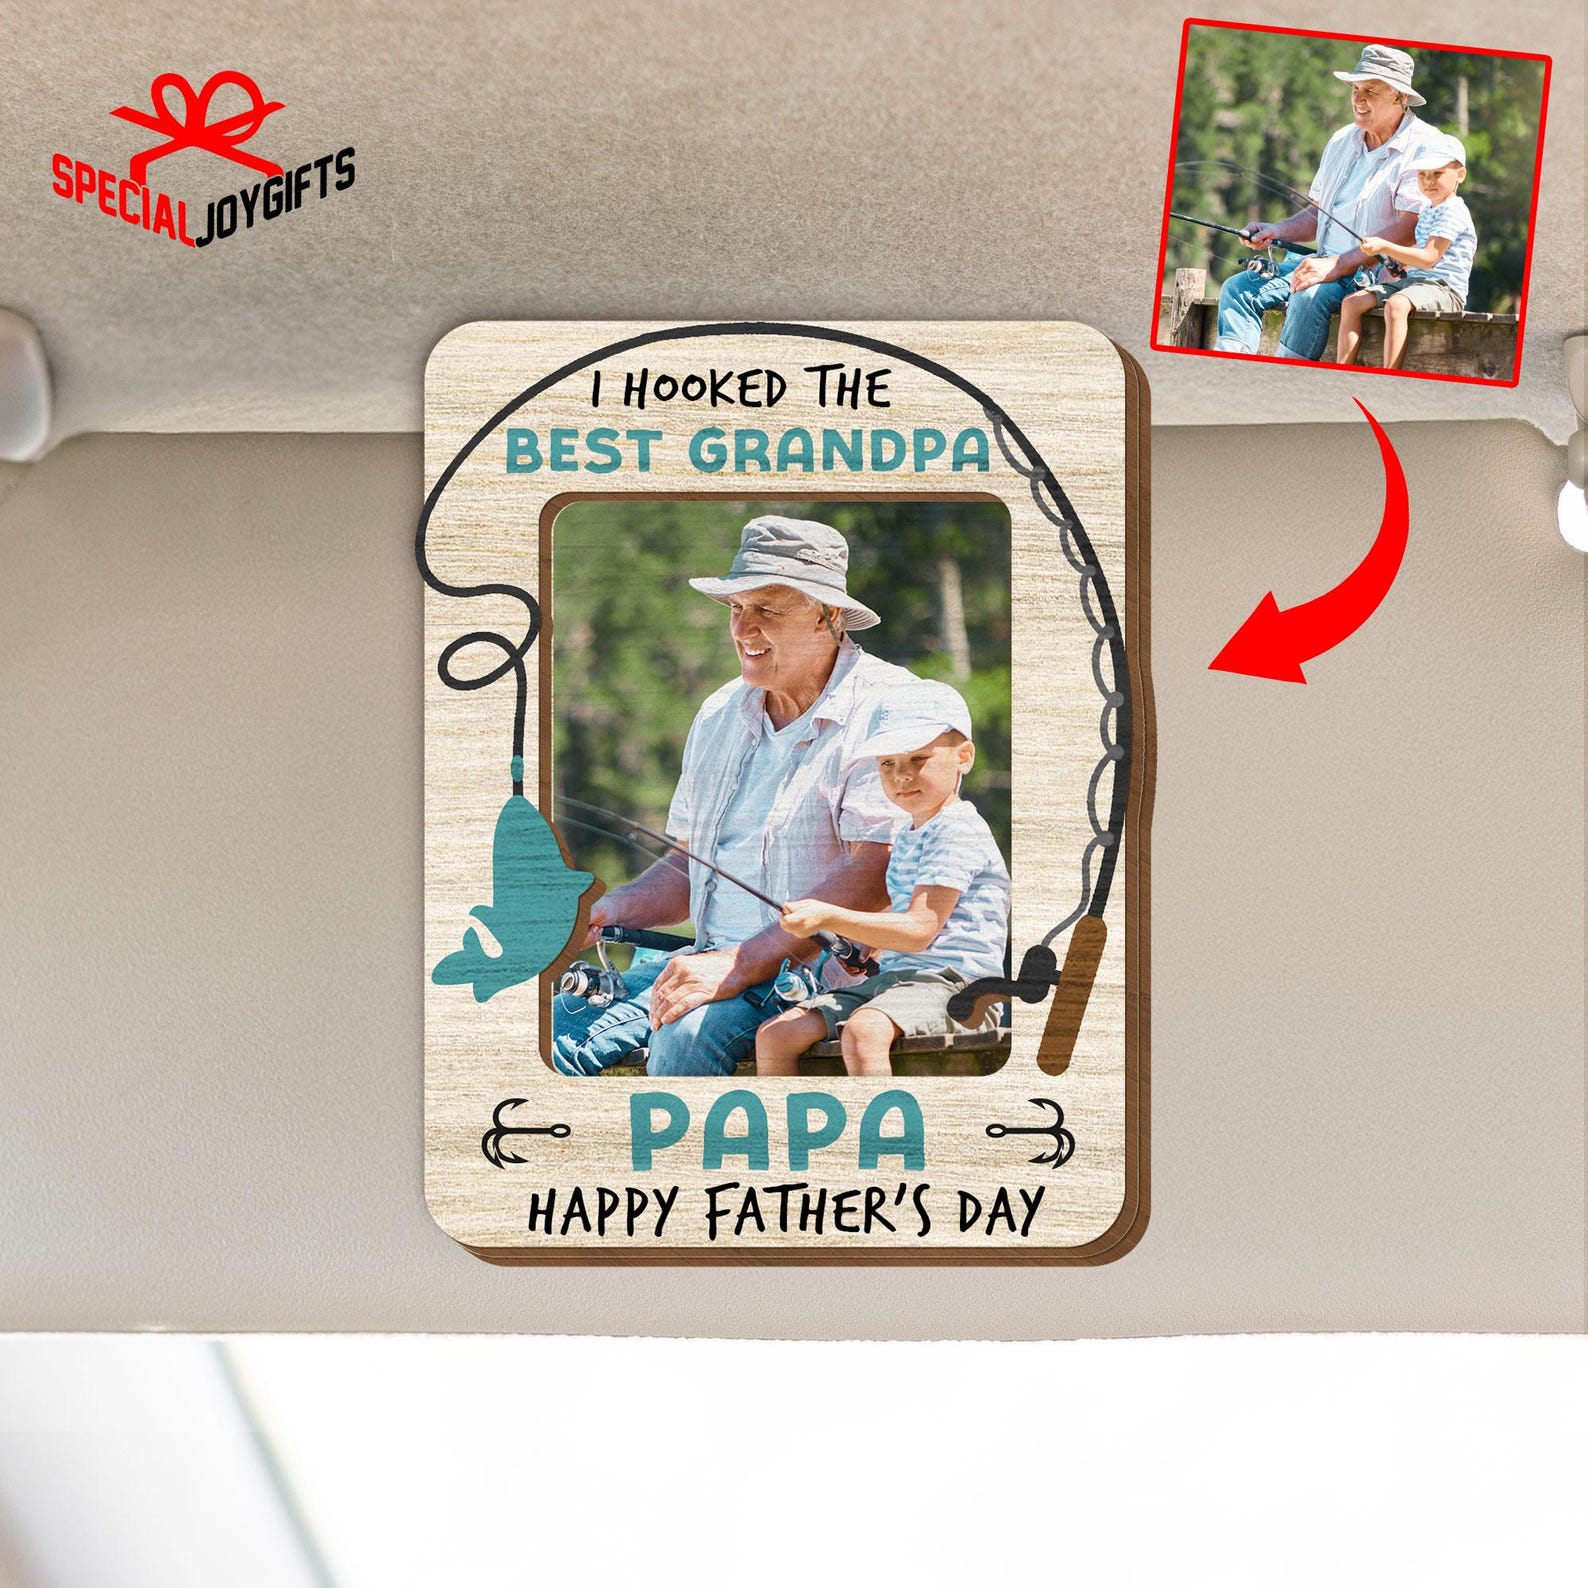 SPECIALJOYGIFTS
I HOOKED THE
BEST GRANDPA
PAPA
HAPPY FATHER'S DAY